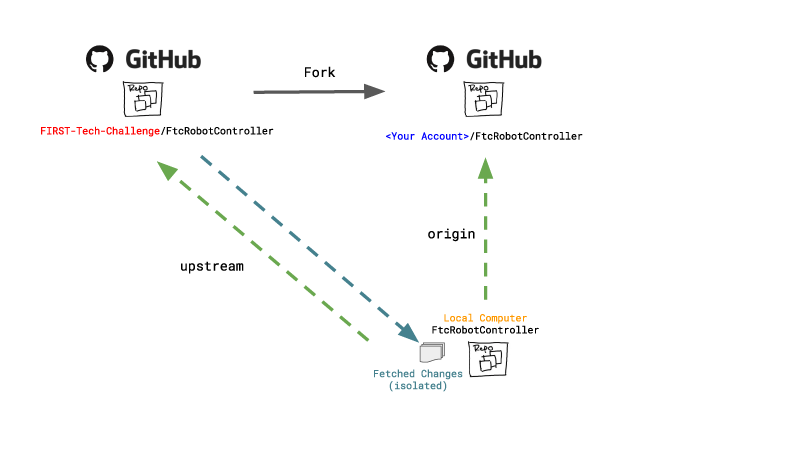 GitHub
GitHub
Fork
Repo
Repo
FIRST-Tech-Challenge/FtcRobotController
<Your Account>/FtcRobotController
origin
upstream
Local Computer
FtcRobotController
Repo
Fetched Changes
(isolated)